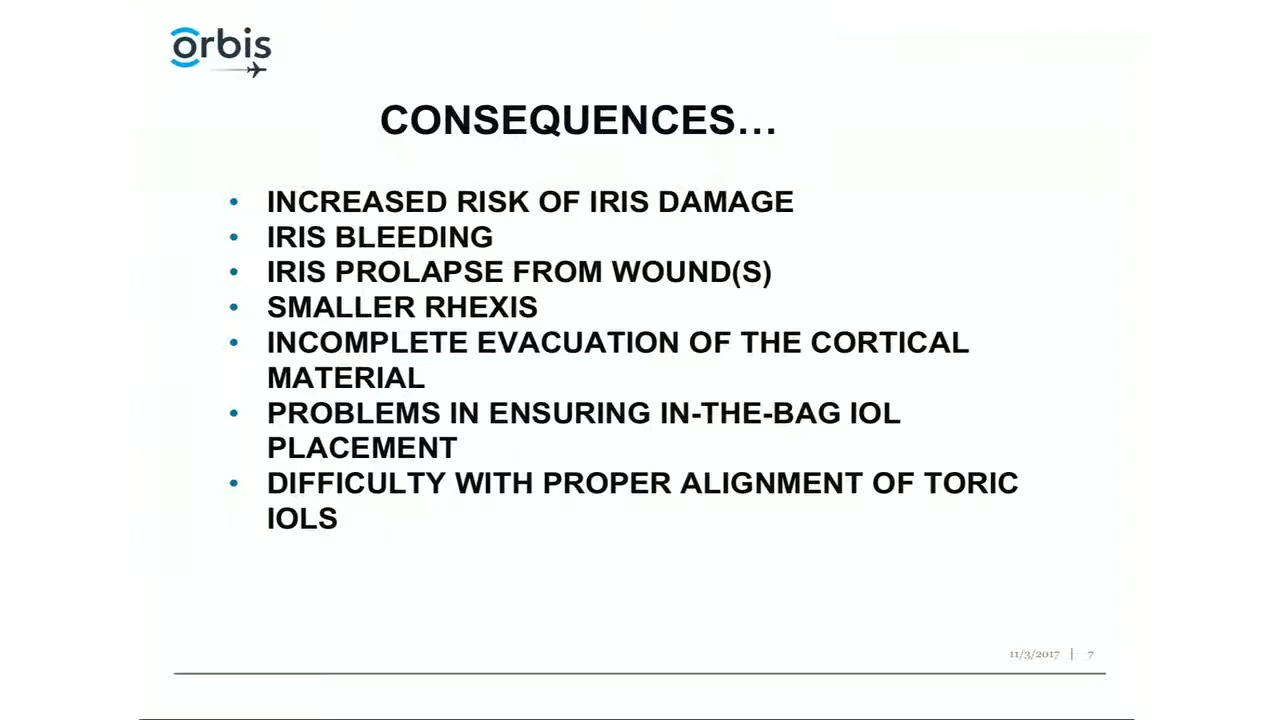 orbis
CONSEQUENCES…
• INCREASED RISK OF IRIS DAMAGE
• IRIS BLEEDING
• IRIS PROLAPSE FROM WOUND(S)
• SMALLER RHEXIS
• INCOMPLETE EVACUATION OF THE CORTICAL
MATERIAL
• PROBLEMS IN ENSURING IN-THE-BAG IOL
PLACEMENT
• DIFFICULTY WITH PROPER ALIGNMENT OF TORIC
IOLS
11/3/2017 | 7